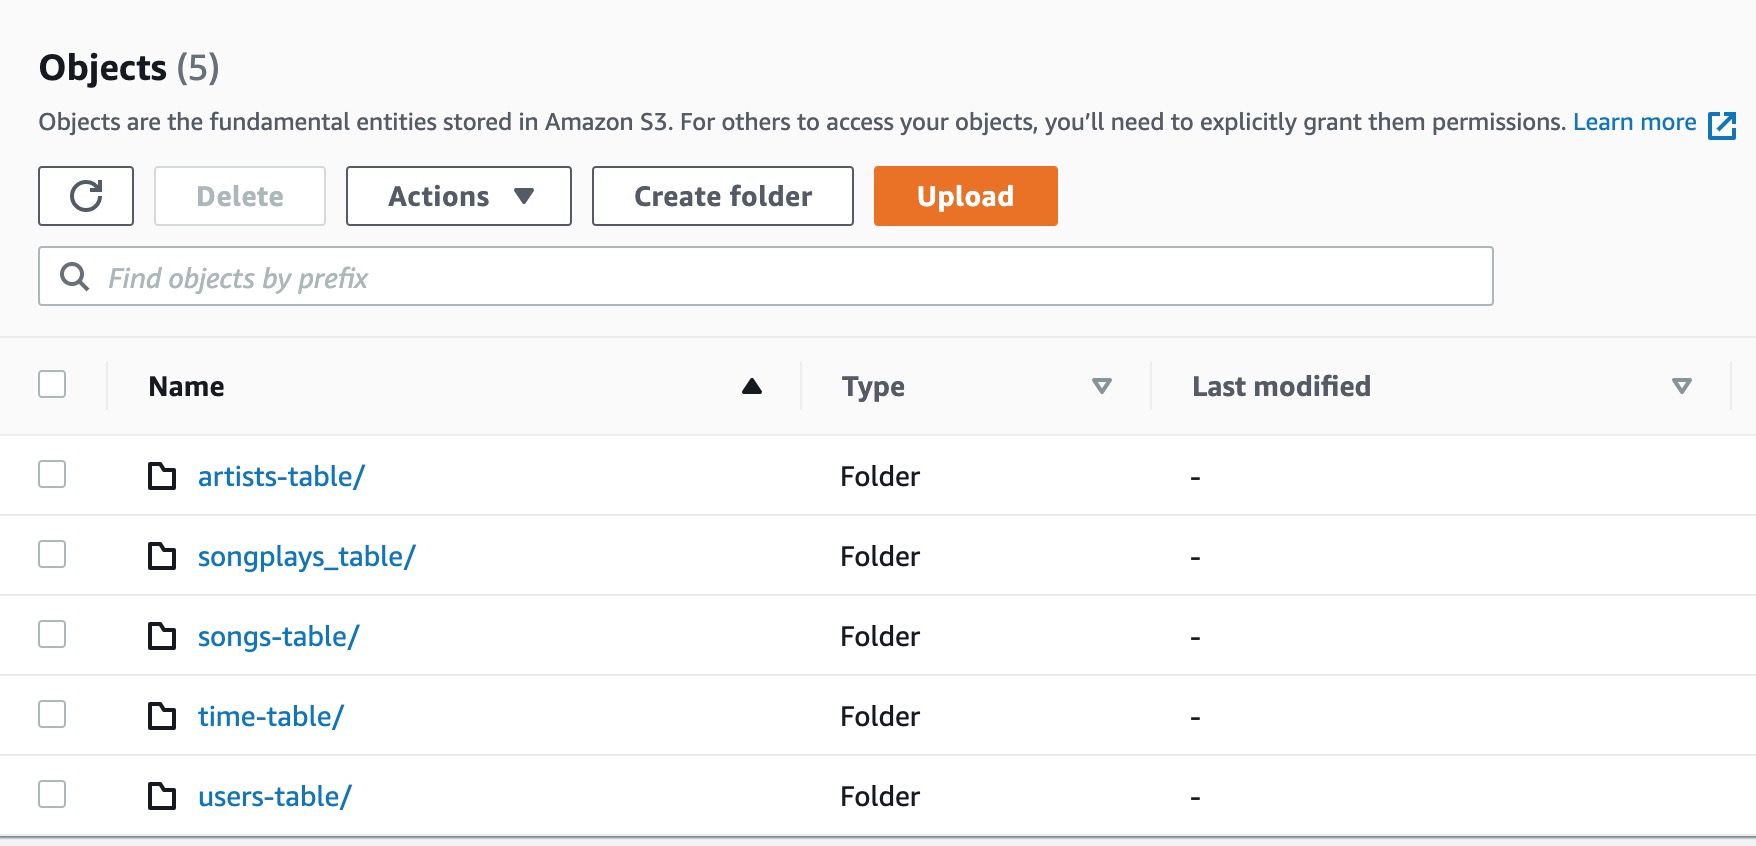 Objects (5)
Objects are the fundamental entities stored in Amazon S3. For others to access your objects, you’ll need to explicitly grant them permissions. Learn more
Delete Actions Create folder Upload
Find objects by prefix
Name Type Last modified
artists-table/ Folder -
songplays_table/ Folder -
songs-table/ Folder -
time-table/ Folder -
users-table/ Folder -